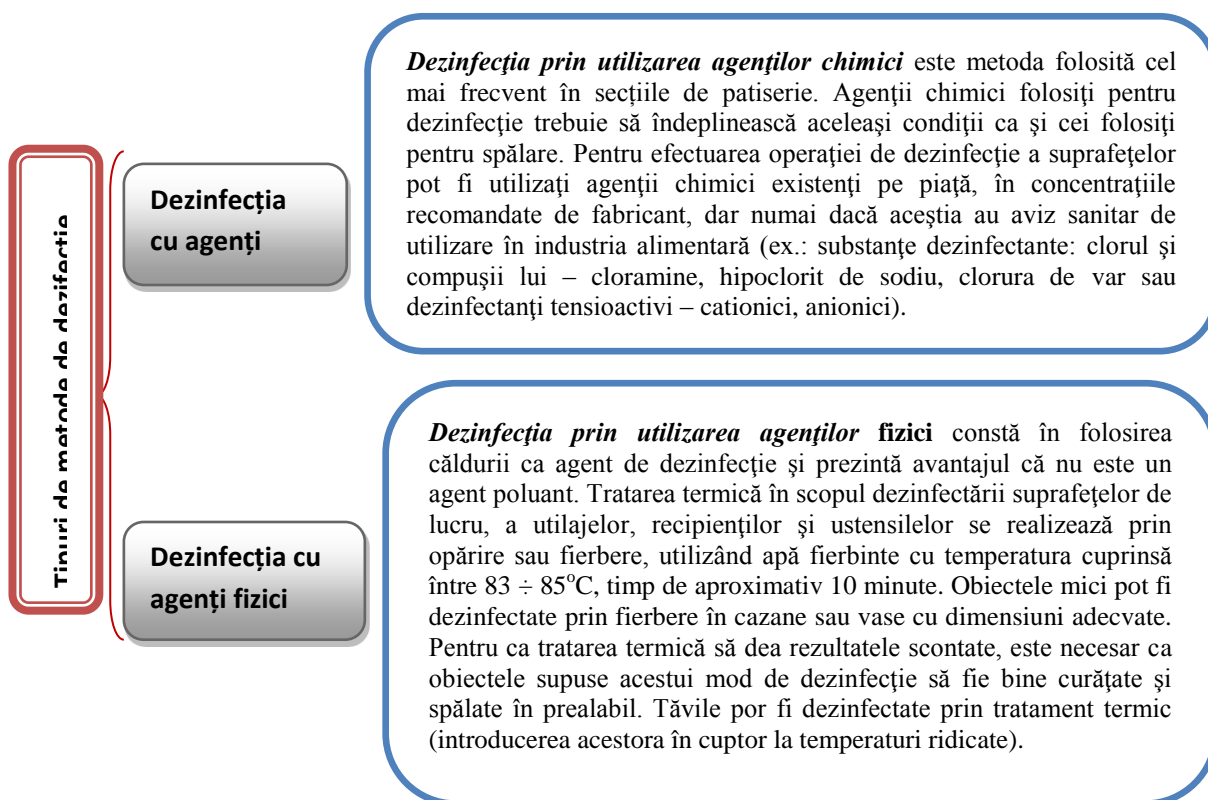 Tipuri de metode de dezifecție
Dezinfecția
cu agenți
Dezinfecţia prin utilizarea agenţilor chimici este metoda folosită cel
mai frecvent în secțiile de patiserie. Agenţii chimici folosiţi pentru
dezinfecţie trebuie să îndeplinească aceleaşi condiţii ca şi cei folosiţi
pentru spălare. Pentru efectuarea operaţiei de dezinfecţie a suprafeţelor
pot fi utilizați agenţii chimici existenţi pe piaţă, în concentraţiile
recomandate de fabricant, dar numai dacă aceştia au aviz sanitar de
utilizare în industria alimentară (ex.: substanţe dezinfectante: clorul şi
compuşii lui – cloramine, hipoclorit de sodiu, clorura de var sau
dezinfectanţi tensioactivi – cationici, anionici).
Dezinfecția cu
agenți fizici
Dezinfecţia prin utilizarea agenţilor fizici constă în folosirea
căldurii ca agent de dezinfecţie şi prezintă avantajul că nu este un
agent poluant. Tratarea termică în scopul dezinfectării suprafeţelor de
lucru, a utilajelor, recipienţilor şi ustensilelor se realizează prin
opărire sau fierbere, utilizând apă fierbinte cu temperatura cuprinsă
între 83 ÷ 85°C, timp de aproximativ 10 minute. Obiectele mici pot fi
dezinfectate prin fierbere în cazane sau vase cu dimensiuni adecvate.
Pentru ca tratarea termică să dea rezultatele scontate, este necesar ca
obiectele supuse acestui mod de dezinfecţie să fie bine curăţate şi
spălate în prealabil. Tăvile por fi dezinfectate prin tratament termic
(introducerea acestora în cuptor la temperaturi ridicate).